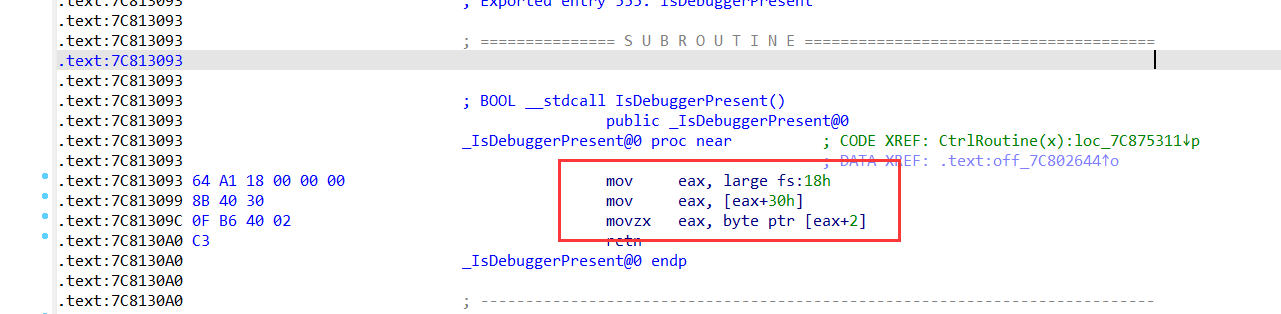 .text:7C813093 ; Exported entry 555. IsDebuggerPresent
.text:7C813093
.text:7C813093 ; =============== S U B R O U T I N E =======================================
.text:7C813093
.text:7C813093
.text:7C813093 ; BOOL __stdcall IsDebuggerPresent()
.text:7C813093 public _IsDebuggerPresent@0
.text:7C813093 _IsDebuggerPresent@0 proc near ; CODE XREF: CtrlRoutine(x):loc_7C875311↓p
.text:7C813093 ; DATA XREF: .text:off_7C802644↑o
.text:7C813093 64 A1 18 00 00 00 mov eax, large fs:18h
.text:7C813099 8B 40 30 mov eax, [eax+30h]
.text:7C81309C 0F B6 40 02 movzx eax, byte ptr [eax+2]
.text:7C8130A0 C3 retn
.text:7C8130A0 _IsDebuggerPresent@0 endp
.text:7C8130A0
.text:7C8130A0 ; ---------------------------------------------------------------------------